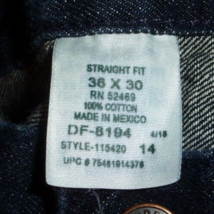 STRAIGHT FIT
36 X 30
RN 52469
100% COTTON
MADE IN MEXICO
DF-8194 4/18
STYLE-115420 14
UPC # 75481914378